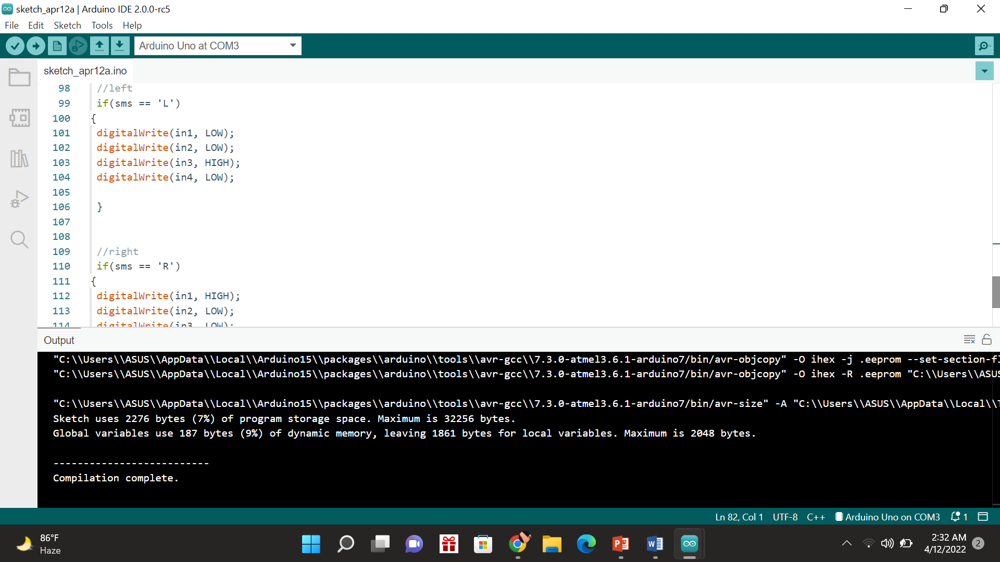 sketch_apr12a | Arduino IDE 2.0.0-rc5
File Edit Sketch Tools Help
Arduino Uno at COM3
sketch_apr12a.ino
98 //left
99 if(sms == 'L')
100 {
101 digitalWrite(in1, LOW);
102 digitalWrite(in2, LOW);
103 digitalWrite(in3, HIGH);
104 digitalWrite(in4, LOW);
105
106 }
107
108
109 //right
110 if(sms == 'R')
111 {
112 digitalWrite(in1, HIGH);
113 digitalWrite(in2, LOW);
114 digitalWrite(in3, LOW);
Output
"C:\\Users\\ASUS\\AppData\\Local\\Arduino15\\packages\\arduino\\tools\\avr-gcc\\7.3.0-atmel3.6.1-arduino7/bin/avr-objcopy" -O ihex -j .eeprom --set-section-fl
"C:\\Users\\ASUS\\AppData\\Local\\Arduino15\\packages\\arduino\\tools\\avr-gcc\\7.3.0-atmel3.6.1-arduino7/bin/avr-objcopy" -O ihex -R .eeprom "C:\\Users\\ASUS
"C:\\Users\\ASUS\\AppData\\Local\\Arduino15\\packages\\arduino\\tools\\avr-gcc\\7.3.0-atmel3.6.1-arduino7/bin/avr-size" -A "C:\\Users\\ASUS\\AppData\\Local\\T
Sketch uses 2276 bytes (7%) of program storage space. Maximum is 32256 bytes.
Global variables use 187 bytes (9%) of dynamic memory, leaving 1861 bytes for local variables. Maximum is 2048 bytes.
--------------------------
Compilation complete.
Ln 82, Col 1 UTF-8 C++ Arduino Uno on COM3 1
86°F
Haze
2:32 AM
4/12/2022
2